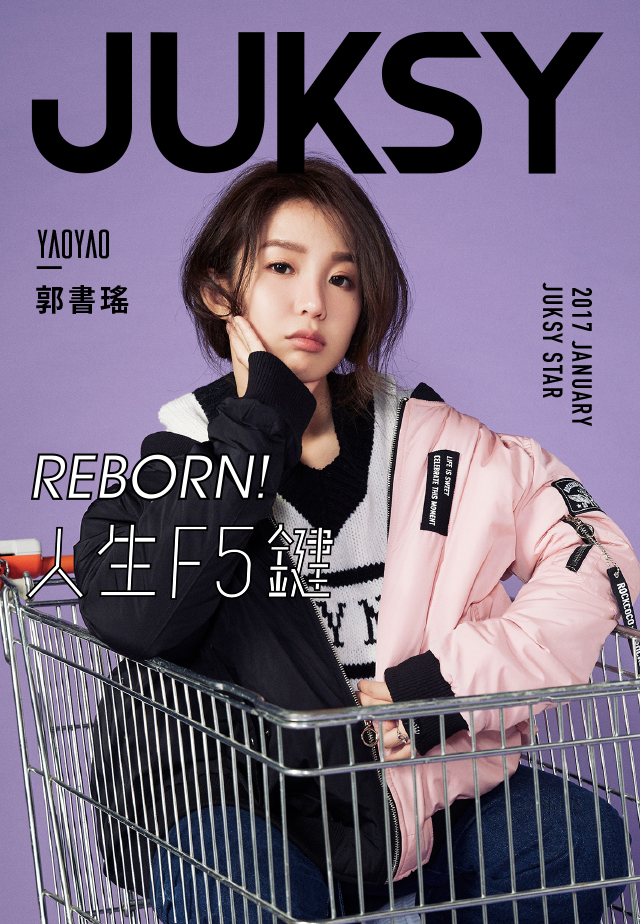 JUKSY
YAOYAO
郭書瑤
2017 JANUARY
JUKSY STAR
REBORN!
人生F5鍵
LIFE IS SWEET
CELEBRATE THIS MOMENT
ROCKCOCO